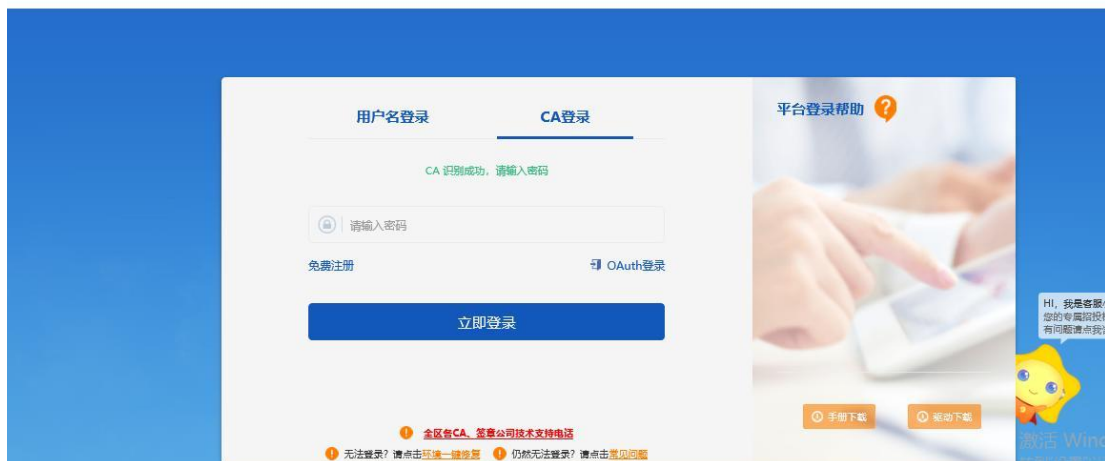 用户名登录
CA登录
CA 识别成功，请输入密码
请输入密码
免费注册
OAuth登录
立即登录
全区各CA、签章公司技术支持电话
无法登录？请点击环境一键修复
仍然无法登录？请点击常见问题
平台登录帮助
?
手册下载
驱动下载
HI，我是客服
您的专属招投
有问题请点我
激活 Wind